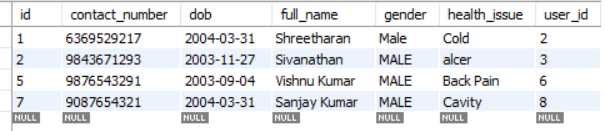 id contact_number dob full_name gender health_issue user_id
1 6369529217 2004-03-31 Shreetharan Male Cold 2
2 9843671293 2003-11-27 Sivanathan MALE alcer 3
5 9876543291 2003-09-04 Vishnu Kumar MALE Back Pain 6
7 9087654321 2004-03-31 Sanjay Kumar MALE Cavity 8
NULL NULL NULL NULL NULL NULL NULL